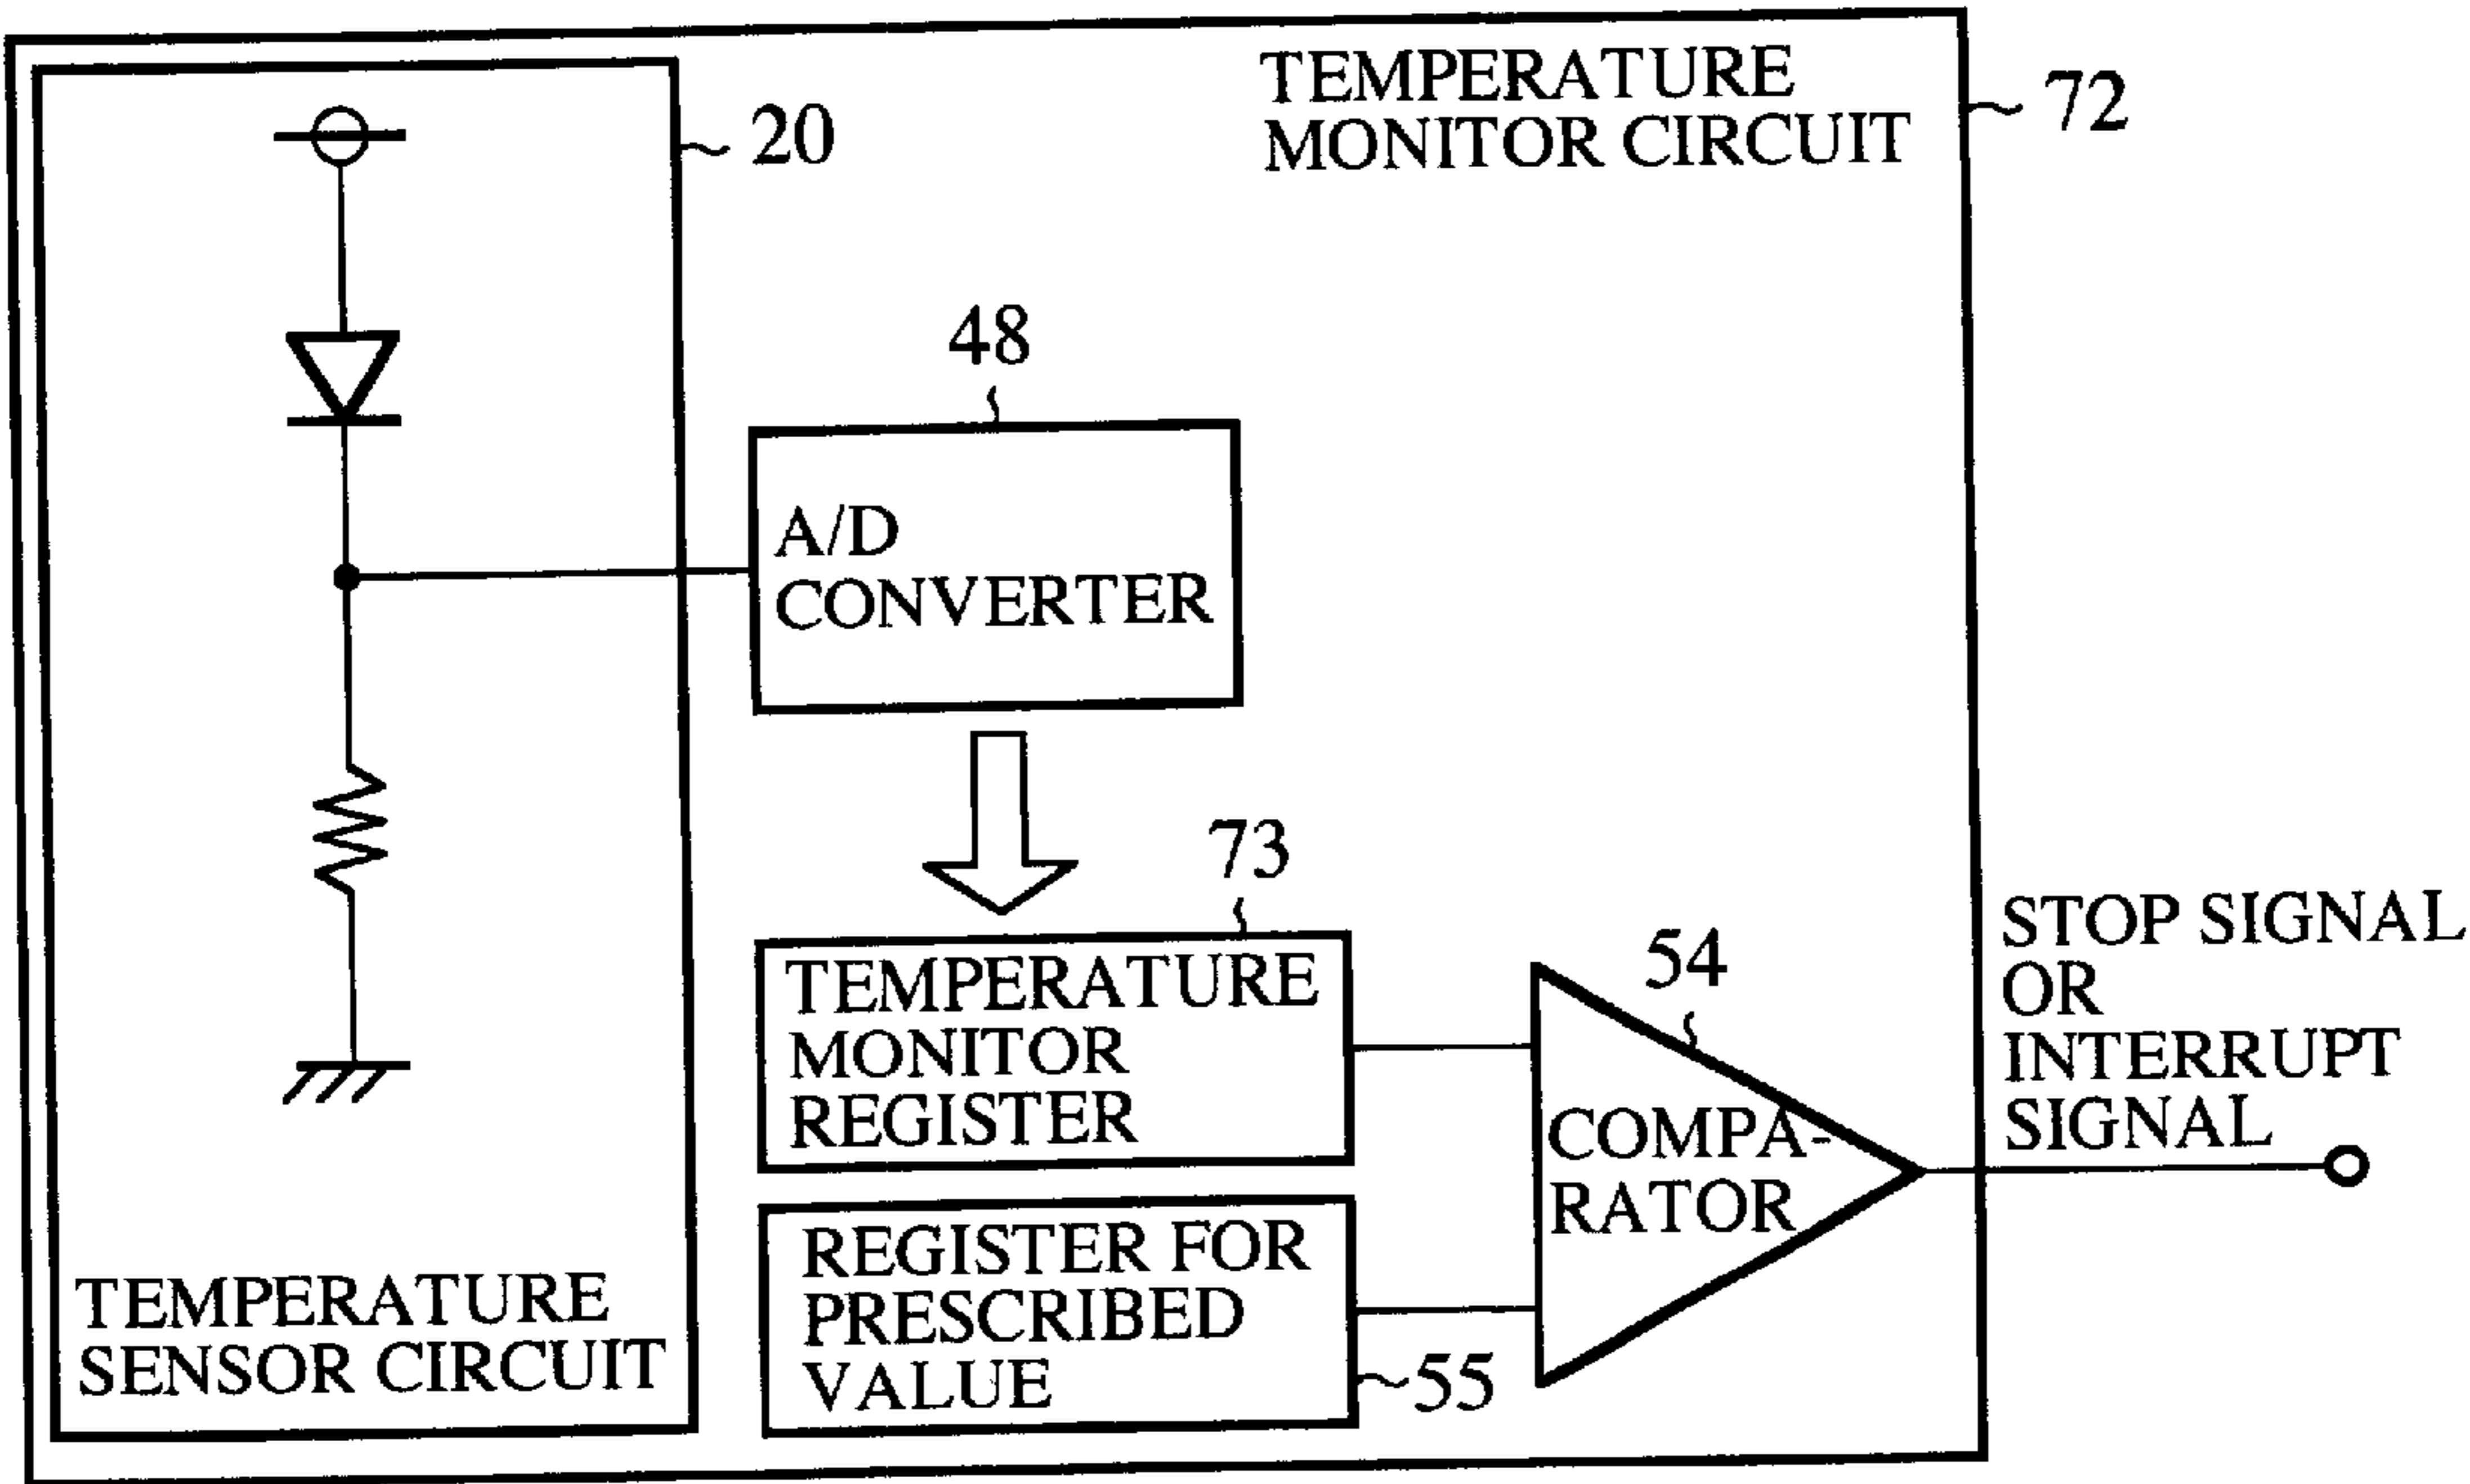 TEMPERATURE
MONITOR CIRCUIT
72
20
48
A/D
CONVERTER
73
TEMPERATURE
MONITOR
REGISTER
54
COMPA-
RATOR
STOP SIGNAL
OR
INTERRUPT
SIGNAL
REGISTER FOR
PRESCRIBED
VALUE
55
TEMPERATURE
SENSOR CIRCUIT